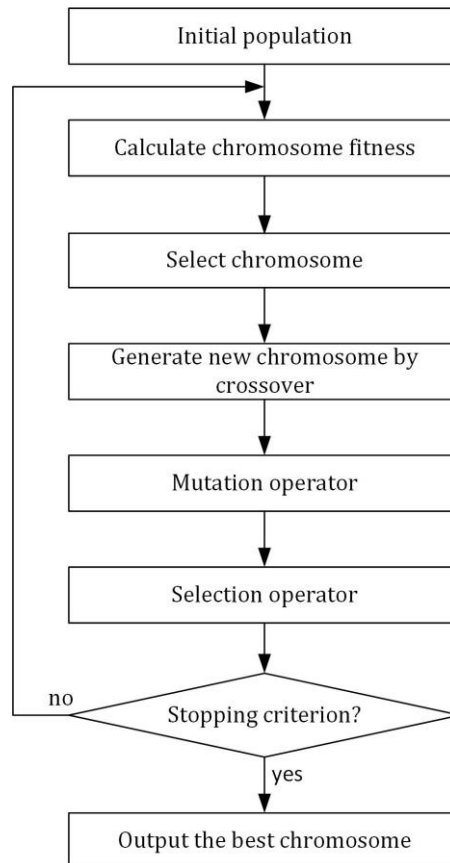 Initial population
Calculate chromosome fitness
Select chromosome
Generate new chromosome by
crossover
Mutation operator
Selection operator
no
Stopping criterion?
yes
Output the best chromosome